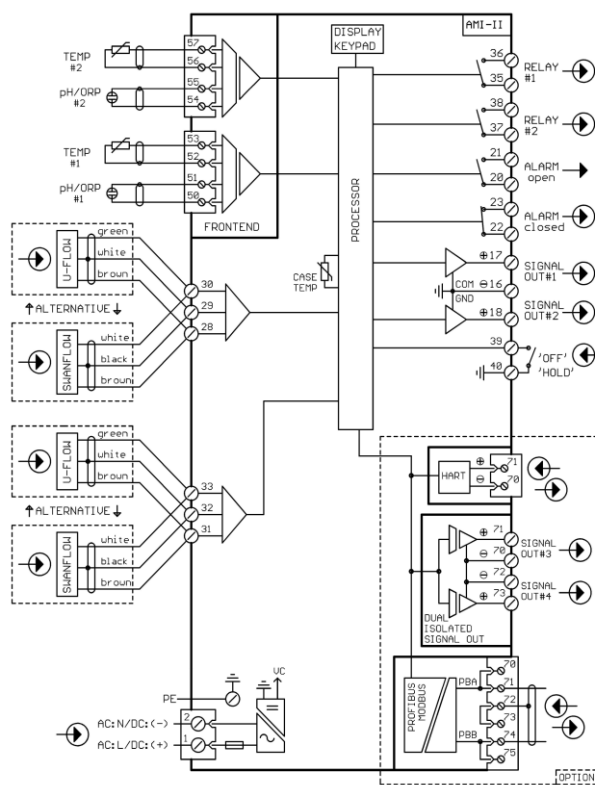 DISPLAY
KEYPAD
AMI-II
57
56
55
54
TEMP
#2
pH/ORP
#2
53
52
51
50
TEMP
#1
pH/ORP
#1
FRONTEND
PROCESSOR
CASE
TEMP
36
35
RELAY
#1
38
37
RELAY
#2
21
20
ALARM
open
23
22
ALARM
closed
⊕ 17
SIGNAL
OUT#1
COM ⊖ 16
GND
⊕ 18
SIGNAL
OUT#2
39
40
'OFF'
'HOLD'
U-FLOW
green
white
brown
30
29
28
↑ ALTERNATIVE ↓
SWANFLOW
white
black
brown
U-FLOW
green
white
brown
33
32
31
↑ ALTERNATIVE ↓
SWANFLOW
white
black
brown
HART
⊕ 71
⊖ 70
⊕ 71
SIGNAL
OUT#3
⊖ 70
⊖ 72
SIGNAL
OUT#4
⊕ 73
DUAL
ISOLATED
SIGNAL OUT
PROFIBUS
MODBUS
PBA
PBB
70
71
72
73
74
75
VC
PE
AC:N/DC:(-)
2
AC:L/DC:(+)
1
OPTION